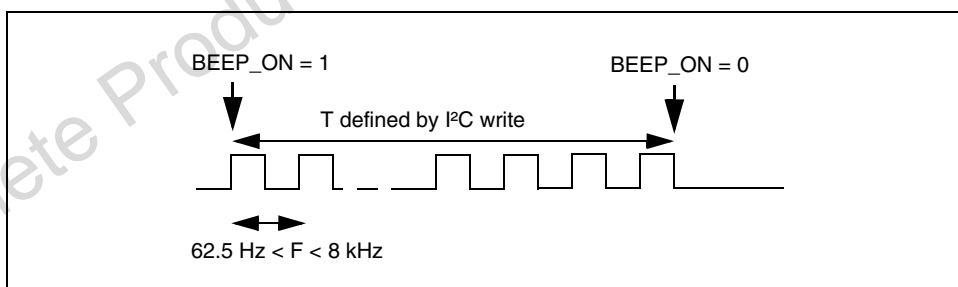 BEEP_ON = 1
BEEP_ON = 0
T defined by I²C write
62.5 Hz < F < 8 kHz